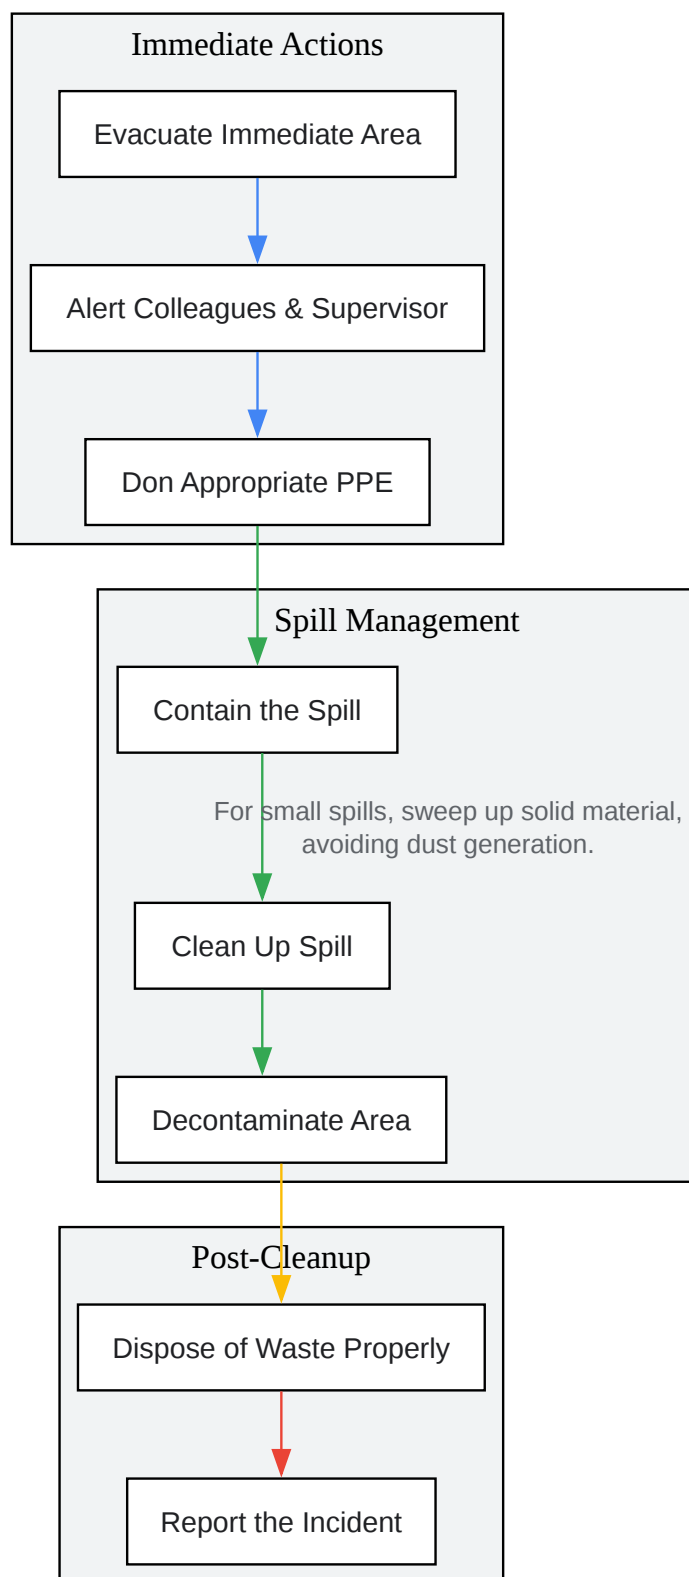 Immediate Actions
Evacuate Immediate Area
Alert Colleagues & Supervisor
Don Appropriate PPE
Spill Management
Contain the Spill
For small spills, sweep up solid material,
avoiding dust generation.
Clean Up Spill
Decontaminate Area
Post-Cleanup
Dispose of Waste Properly
Report the Incident